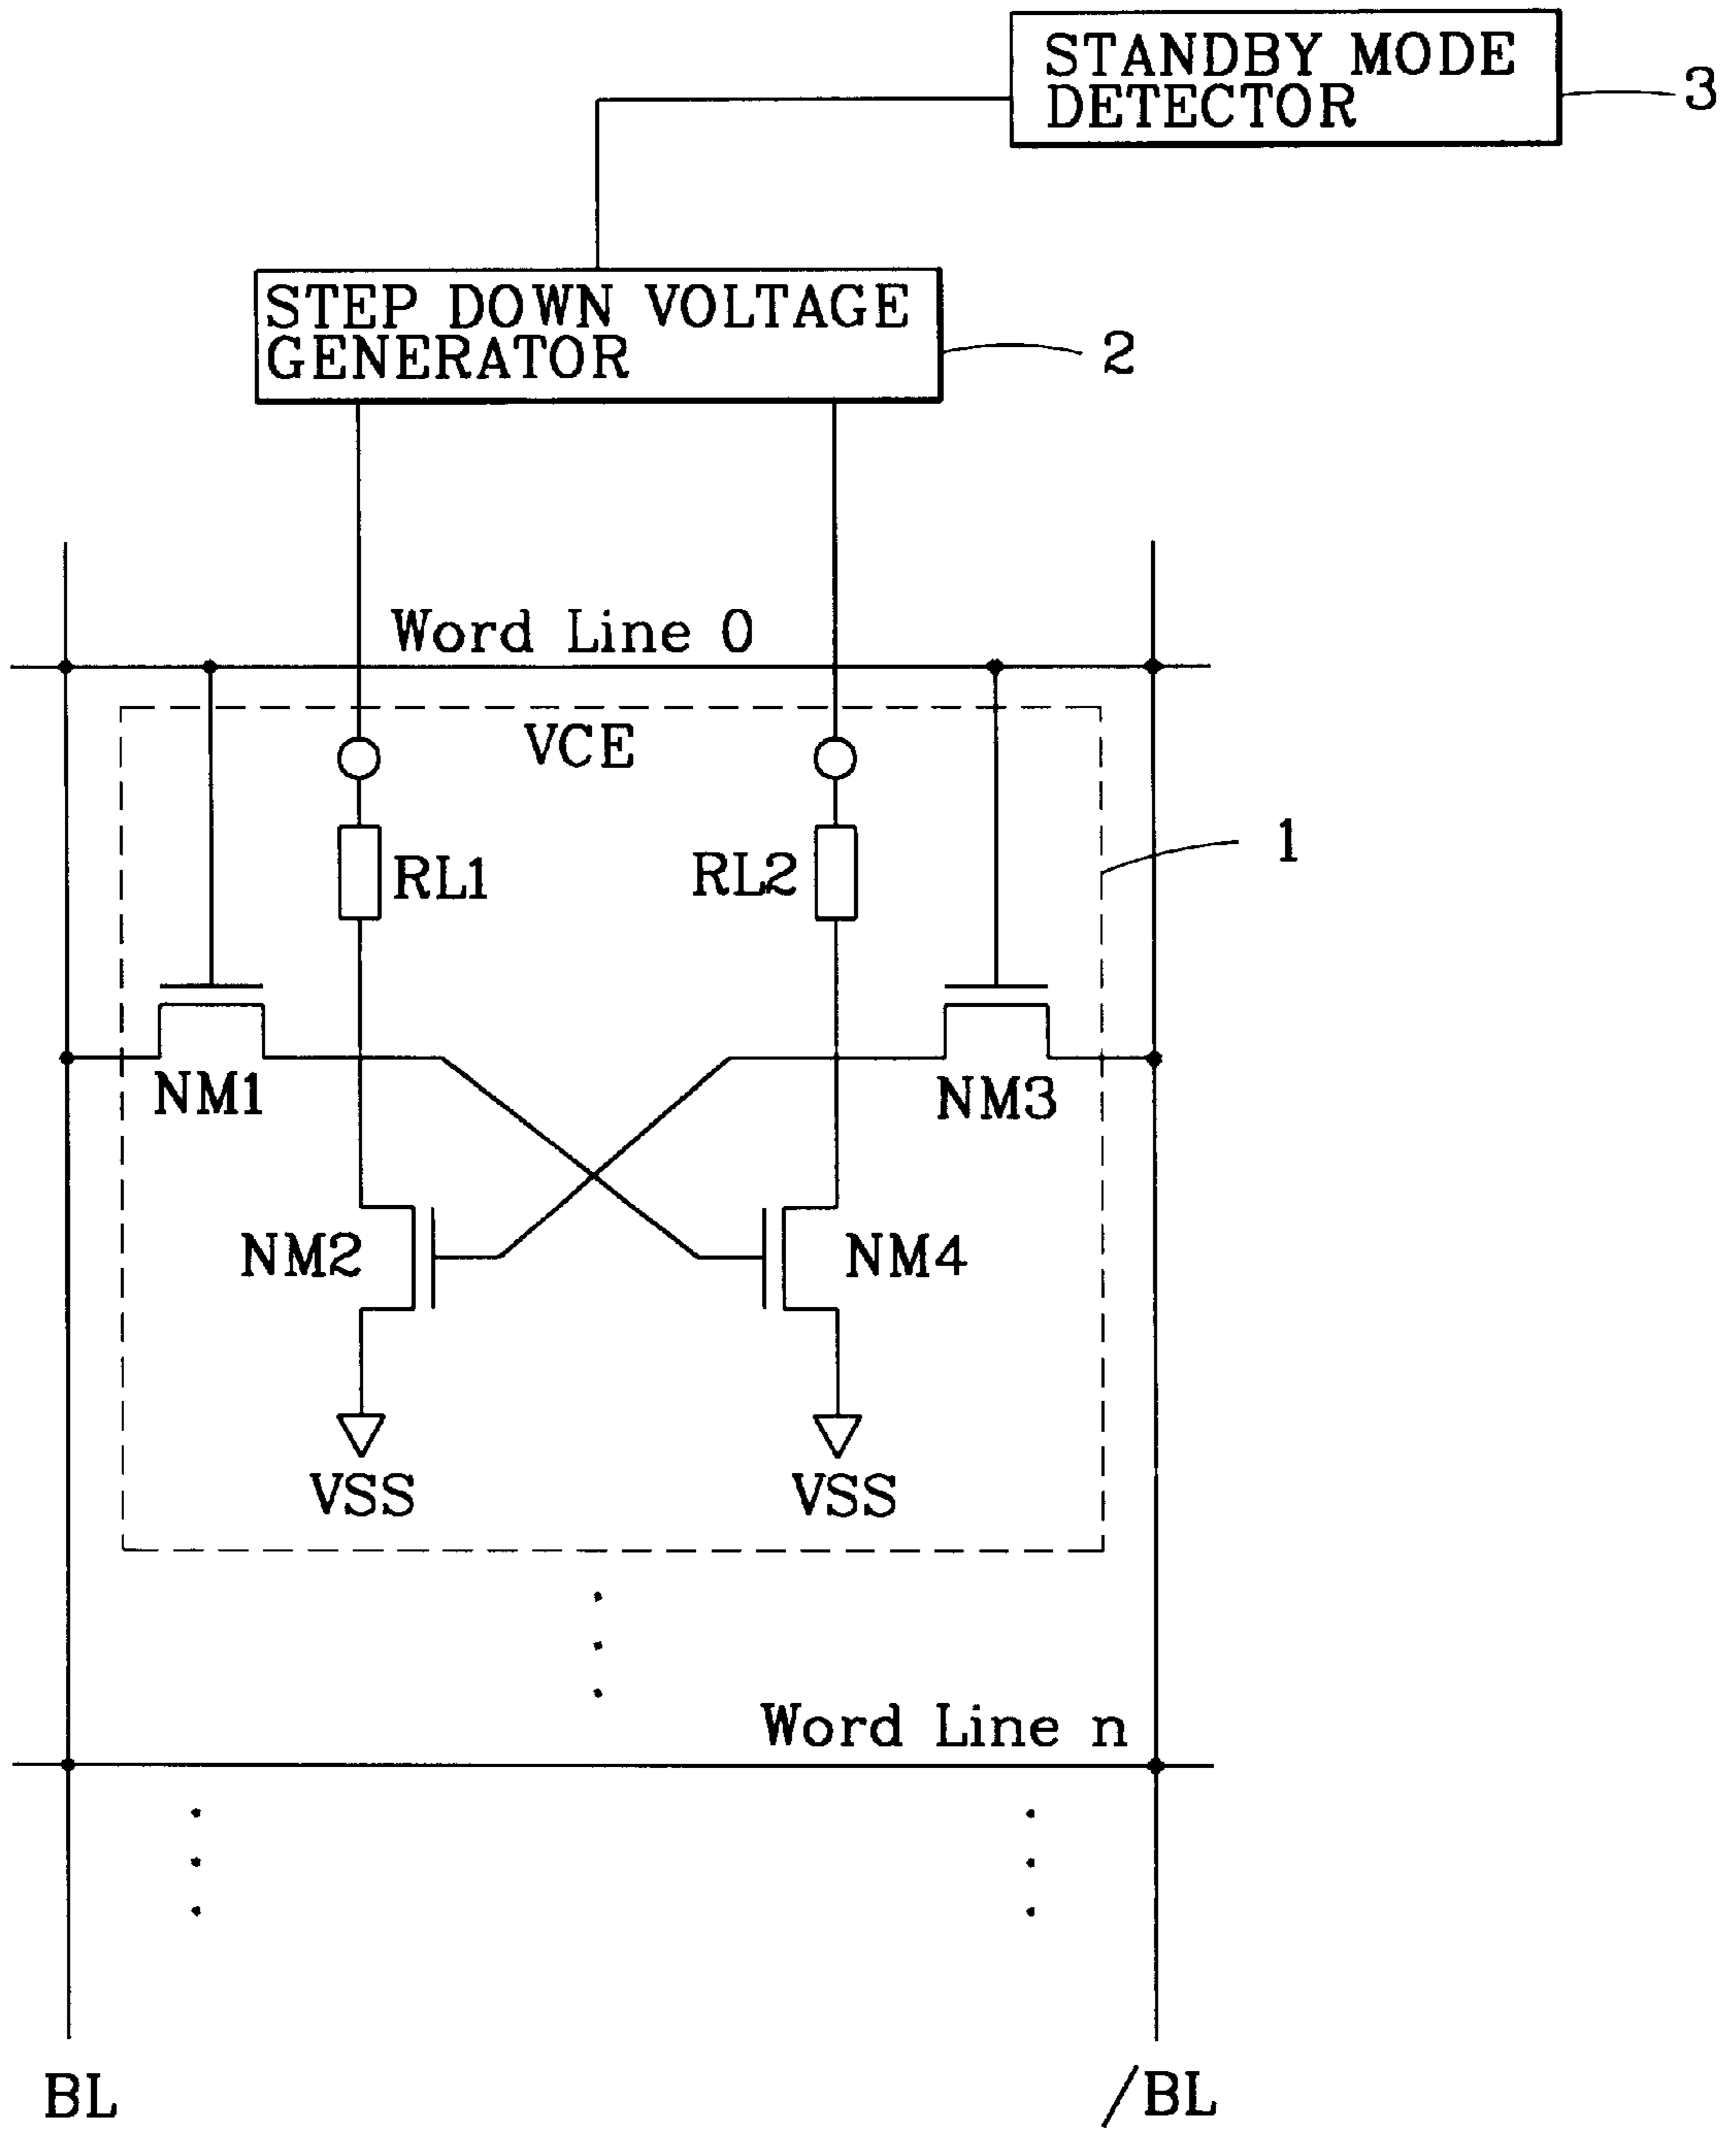 STANDBY MODE
DETECTOR
3
STEP DOWN VOLTAGE
GENERATOR
2
Word Line 0
VCE
1
RL1
RL2
NM1
NM3
NM2
NM4
VSS
VSS
Word Line n
BL
/BL